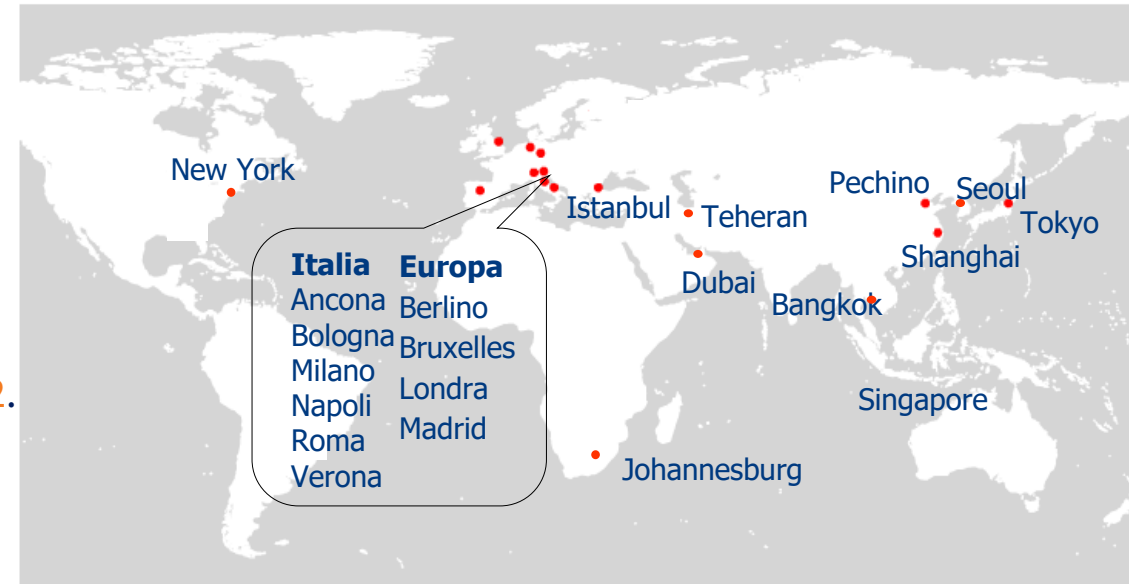 New York
Istanbul
Teheran
Dubai
Pechino
Seoul
Tokyo
Shanghai
Bangkok
Singapore
Johannesburg
Italia
Ancona
Bologna
Milano
Napoli
Roma
Verona
Europa
Berlino
Bruxelles
Londra
Madrid
2.